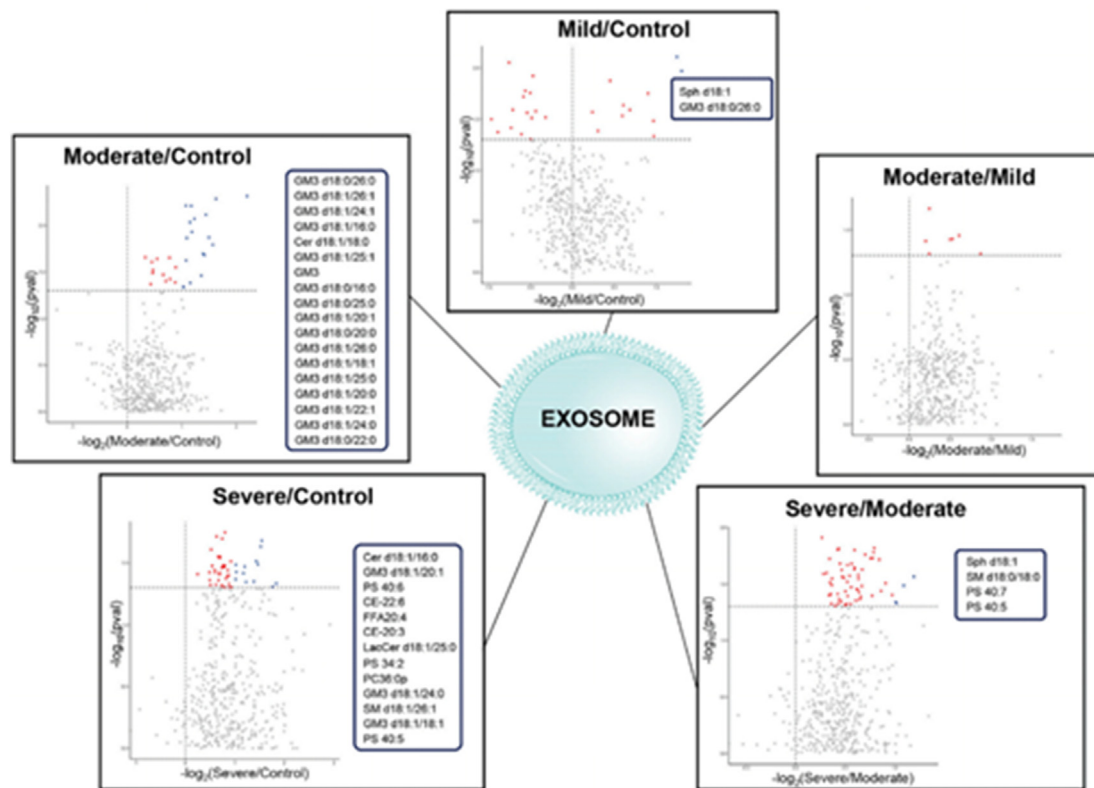 Mild/Control
-log10(pval)
-log2(Mild/Control)
Sph d18:1
GM3 d18:0/26:0
Moderate/Control
-log10(pval)
-log2(Moderate/Control)
GM3 d18:0/26:0
GM3 d18:1/26:1
GM3 d18:1/24:1
GM3 d18:1/16:0
Cer d18:1/18:0
GM3 d18:1/25:1
GM3
GM3 d18:0/16:0
GM3 d18:0/25:0
GM3 d18:1/20:1
GM3 d18:0/20:0
GM3 d18:1/26:0
GM3 d18:1/18:1
GM3 d18:1/25:0
GM3 d18:1/20:0
GM3 d18:1/22:1
GM3 d18:1/24:0
GM3 d18:0/22:0
Moderate/Mild
-log10(pval)
-log2(Moderate/Mild)
EXOSOME
Severe/Control
-log10(pval)
-log2(Severe/Control)
Cer d18:1/16:0
GM3 d18:1/20:1
PS 40:6
CE-22:6
FFA20:4
CE-20:3
LacCer d18:1/25:0
PS 34:2
PC36:0p
GM3 d18:1/24:0
SM d18:1/26:1
GM3 d18:1/18:1
PS 40:5
Severe/Moderate
-log10(pval)
-log2(Severe/Moderate)
Sph d18:1
SM d18:0/18:0
PS 40:7
PS 40:5